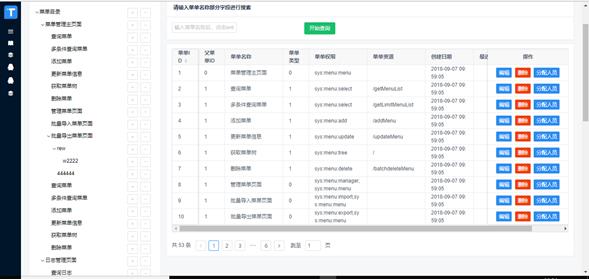 菜单目录
菜单管理主页面
查询菜单
多条件查询菜单
添加菜单
更新菜单信息
获取菜单树
删除菜单
管理菜单页面
批量导入菜单页面
批量导出菜单页面
new
w2222
444444
查询菜单
多条件查询菜单
添加菜单
更新菜单信息
获取菜单树
删除菜单
日志管理页面
查询日志
请输入菜单名称部分字段进行搜索
开始查询
菜单ID 父菜单ID 菜单名称 菜单类型 菜单权限 菜单资源 创建日期 操作
1 0 菜单管理主页面 0 sys:menu:menu 2018-09-07 09:59:05 编辑 删除 分配人员
2 1 查询菜单 1 sys:menu:select /getMenuList 2018-09-07 09:59:05 编辑 删除 分配人员
3 1 多条件查询菜单 1 sys:menu:select /getLimitMenuList 2018-09-07 09:59:05 编辑 删除 分配人员
4 1 添加菜单 1 sys:menu:add /addMenu 2018-09-07 09:59:05 编辑 删除 分配人员
5 1 更新菜单信息 1 sys:menu:update /updateMenu 2018-09-07 09:59:05 编辑 删除 分配人员
6 1 获取菜单树 1 sys:menu:tree / 2018-09-07 09:59:05 编辑 删除 分配人员
7 1 删除菜单 1 sys:menu:delete /batchdeleteMenu 2018-09-07 09:59:05 编辑 删除 分配人员
8 1 管理菜单页面 0 sys:menu:manager,sys:menu:menu 2018-09-07 09:59:05 编辑 删除 分配人员
9 1 批量导入菜单页面 0 sys:menu:import,sys:menu:menu 2018-09-07 09:59:05 编辑 删除 分配人员
10 1 批量导出菜单页面 0 sys:menu:export,sys:menu:menu 2018-09-07 09:59:05 编辑 删除 分配人员
共 53 条 1 2 3 ··· 6 跳至 1 页